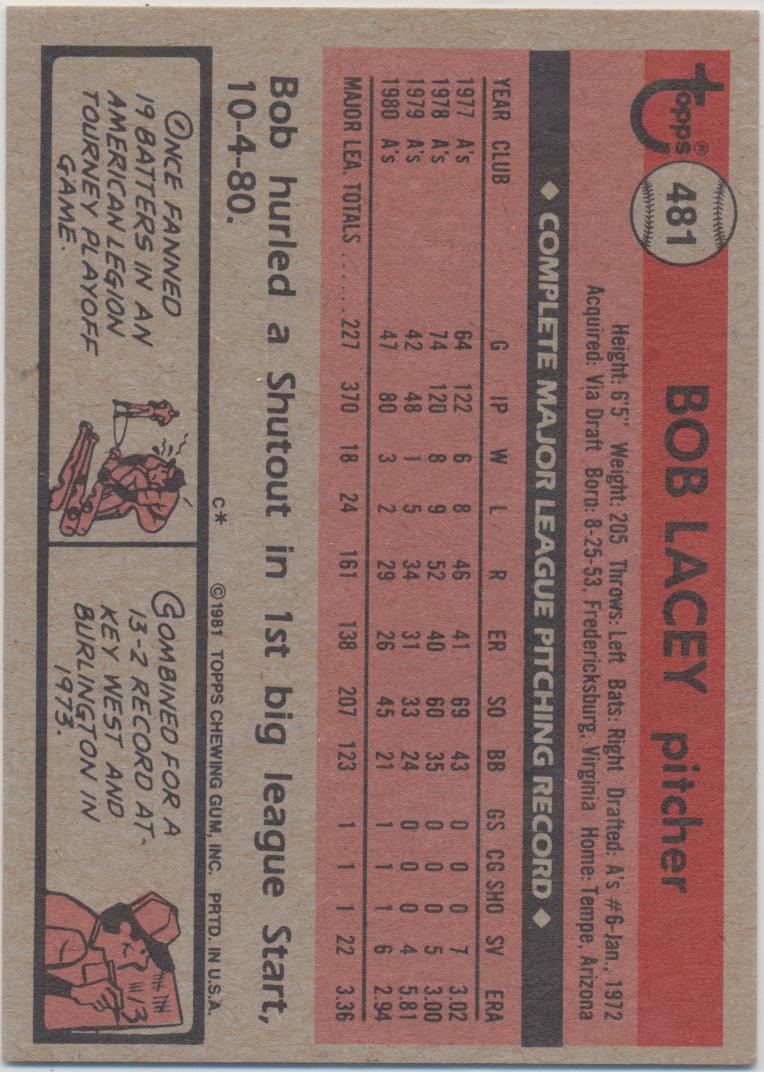 topps®
481
BOB LACEY pitcher
Height: 6'5" Weight: 205 Throws: Left Bats: Right Drafted: A's #6-Jan., 1972
Acquired: Via Draft Born: 8-25-53, Fredericksburg, Virginia Home: Tempe, Arizona
◆ COMPLETE MAJOR LEAGUE PITCHING RECORD ◆
YEAR CLUB G IP W L R ER SO BB GS CG SHO SV ERA
1977 A's 64 122 6 8 46 41 69 43 0 0 0 7 3.02
1978 A's 74 120 8 9 52 40 60 35 0 0 0 5 3.00
1979 A's 42 48 1 5 34 31 33 24 0 0 0 4 5.81
1980 A's 47 80 3 2 29 26 45 21 1 1 1 6 2.94
MAJOR LEA. TOTALS ...... 227 370 18 24 161 138 207 123 1 1 1 22 3.36
Bob hurled a Shutout in 1st big league Start,
10-4-80.
C* ©1981 TOPPS CHEWING GUM, INC. PRTD. IN U.S.A.
ONCE FANNED
19 BATTERS IN AN
AMERICAN LEGION
TOURNEY PLAYOFF
GAME.
COMBINED FOR A
13-2 RECORD AT
KEY WEST AND
BURLINGTON IN
1973.
13